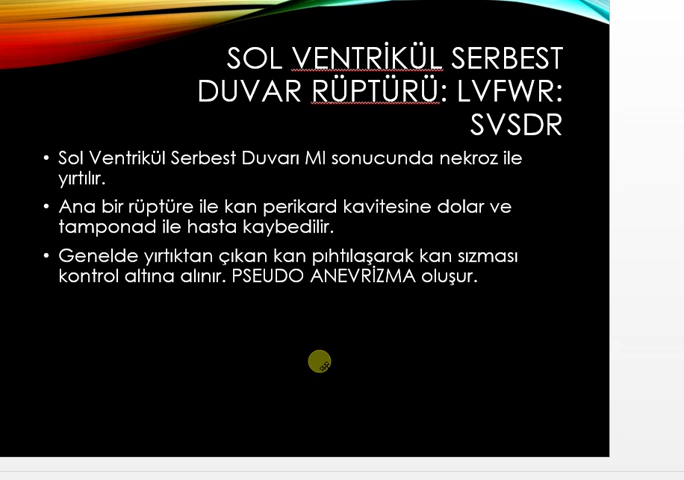 SOL VENTRİKÜL SERBEST
DUVAR RÜPTÜRÜ: LVFWR:
SVSDR
• Sol Ventrikül Serbest Duvarı MI sonucunda nekroz ile
yırtılır.
• Ana bir rüptüre ile kan perikard kavitesine dolar ve
tamponad ile hasta kaybedilir.
• Genelde yırtıktan çıkan kan pıhtılaşarak kan sızması
kontrol altına alınır. PSEUDO ANEVRİZMA oluşur.